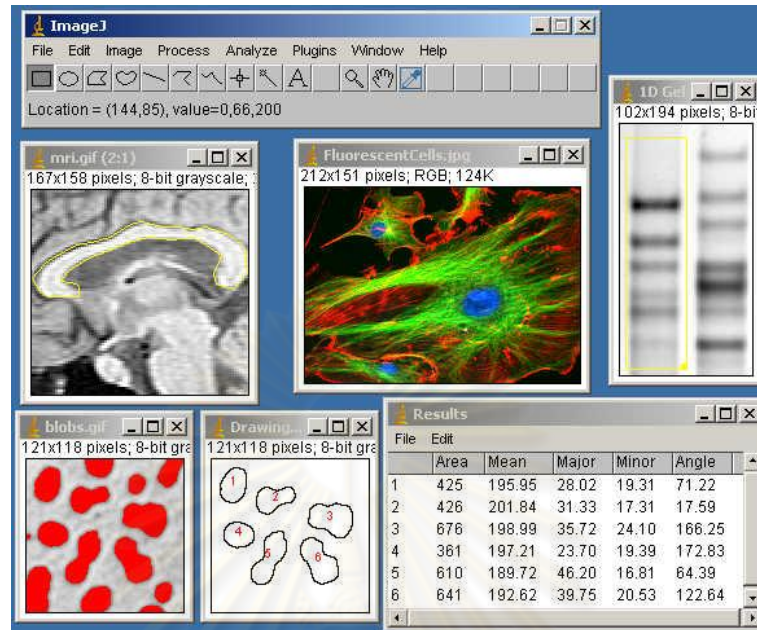 ImageJ
File Edit Image Process Analyze Plugins Window Help
A
Location = (144,85), value=0,66,200
mri.gif (2:1)
167x158 pixels; 8-bit grayscale;
FluorescentCells.jpg
212x151 pixels; RGB; 124K
1D Gel
102x194 pixels; 8-bit
blobs.gif
121x118 pixels; 8-bit gra
Drawing...
121x118 pixels; 8-bit gra
1
2
3
4
5
6
Results
File Edit
Area Mean Major Minor Angle
1 425 195.95 28.02 19.31 71.22
2 426 201.84 31.33 17.31 17.59
3 676 198.99 35.72 24.10 166.25
4 361 197.21 23.70 19.39 172.83
5 610 189.72 46.20 16.81 64.39
6 641 192.62 39.75 20.53 122.64